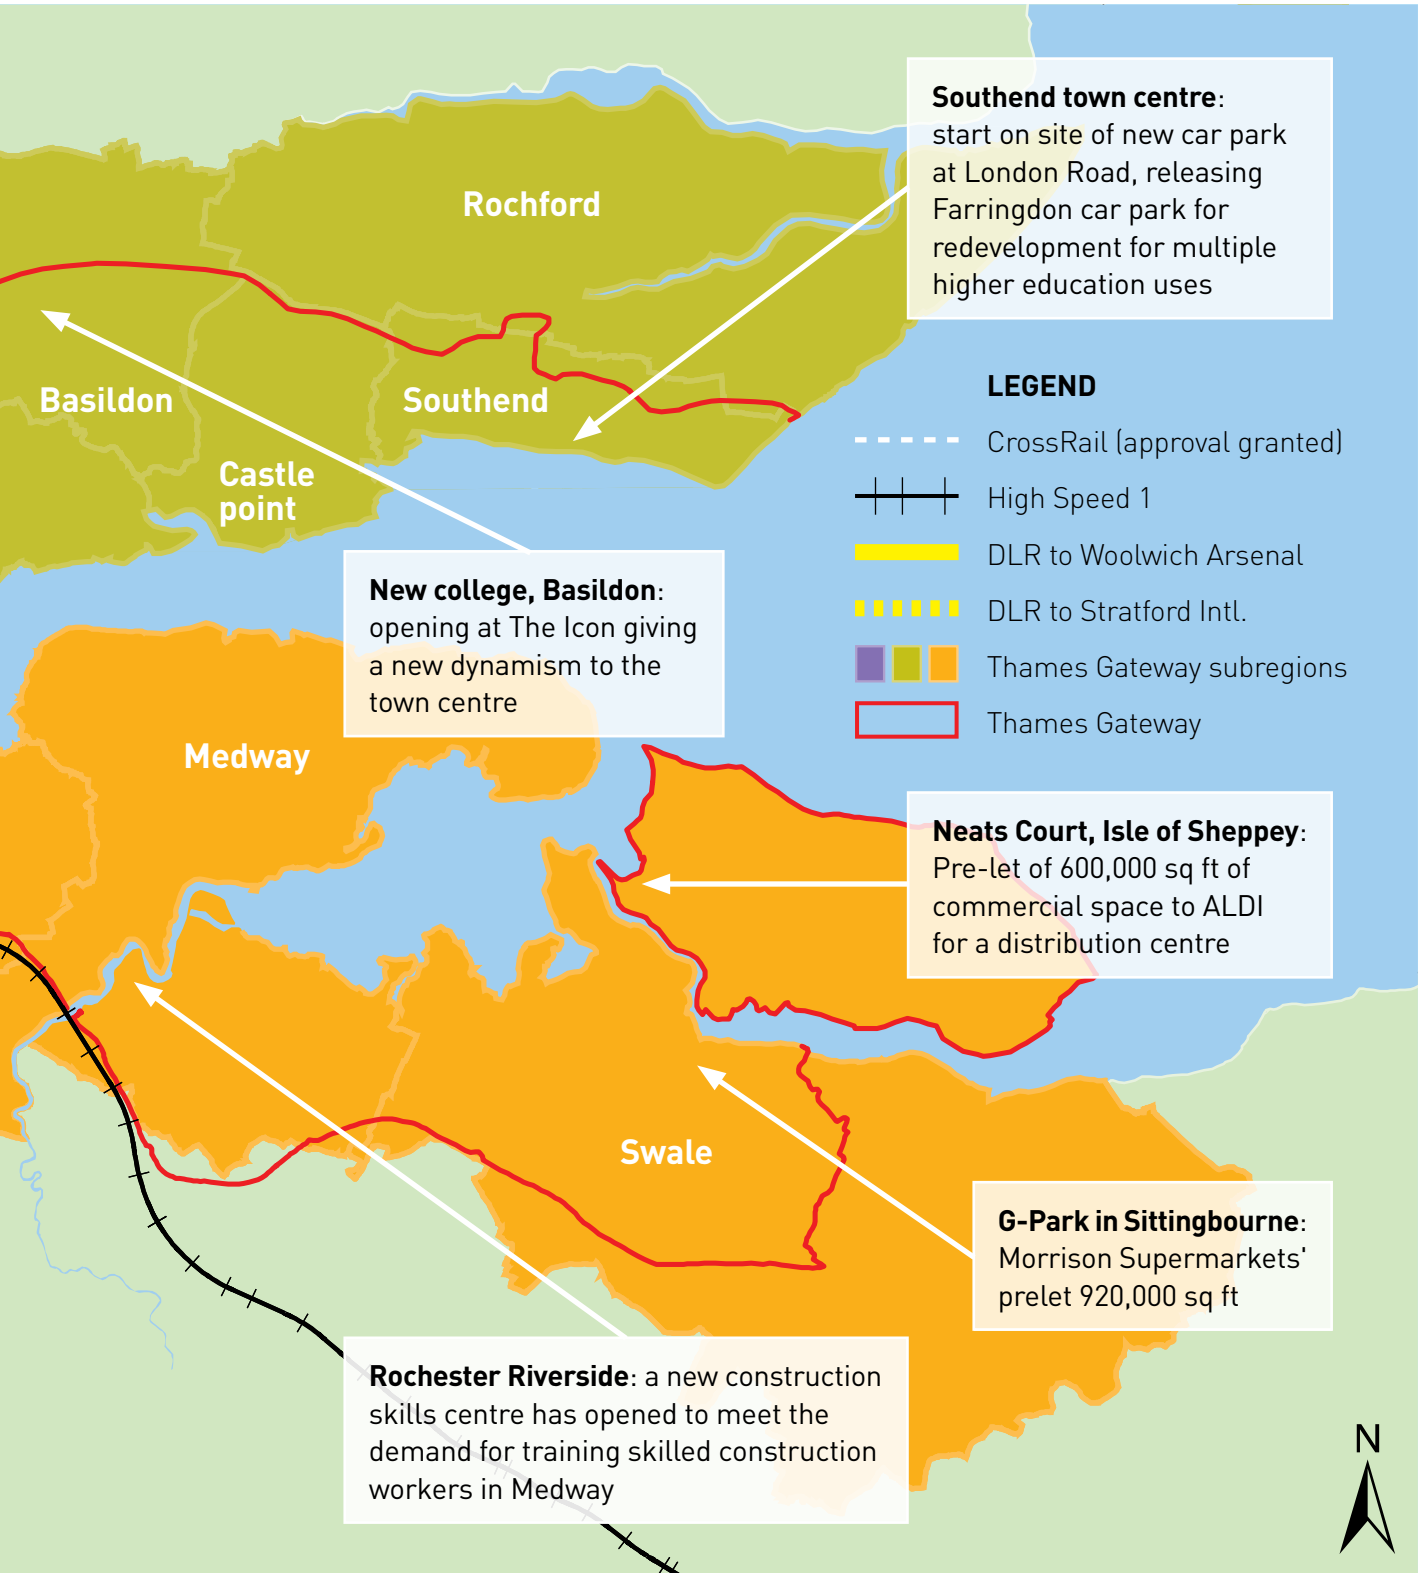 Southend town centre:
start on site of new car park
at London Road, releasing
Farringdon car park for
redevelopment for multiple
higher education uses
Rochford
Basildon
Southend
Castle
point
LEGEND
CrossRail (approval granted)
High Speed 1
DLR to Woolwich Arsenal
DLR to Stratford Intl.
Thames Gateway subregions
Thames Gateway
New college, Basildon:
opening at The Icon giving
a new dynamism to the
town centre
Medway
Neats Court, Isle of Sheppey:
Pre-let of 600,000 sq ft of
commercial space to ALDI
for a distribution centre
Swale
G-Park in Sittingbourne:
Morrison Supermarkets'
prelet 920,000 sq ft
Rochester Riverside: a new construction
skills centre has opened to meet the
demand for training skilled construction
workers in Medway
N